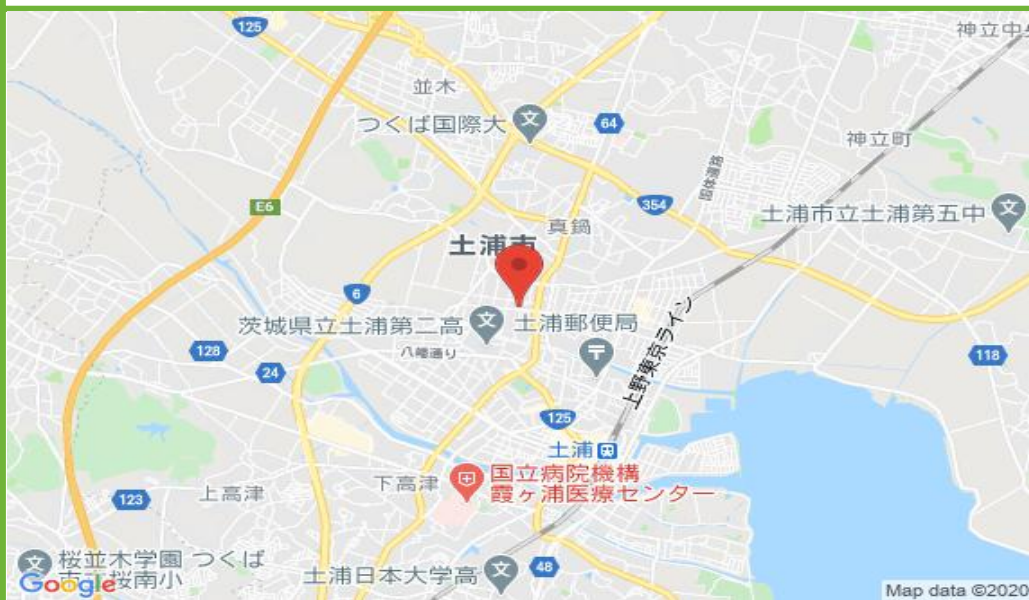 125
神立中央
並木
つくば国際大
64
神立町
国体道路
E6
354
土浦市立土浦第五中
真鍋
土浦市
6
茨城県立土浦第二高
土浦郵便局
上野東京ライン
八幡通り
128
24
118
125
土浦
下高津
国立病院機構
霞ヶ浦医療センター
上高津
123
桜並木学園 つくば
市立桜南小
土浦日本大学高
48
Google
Map data ©2020